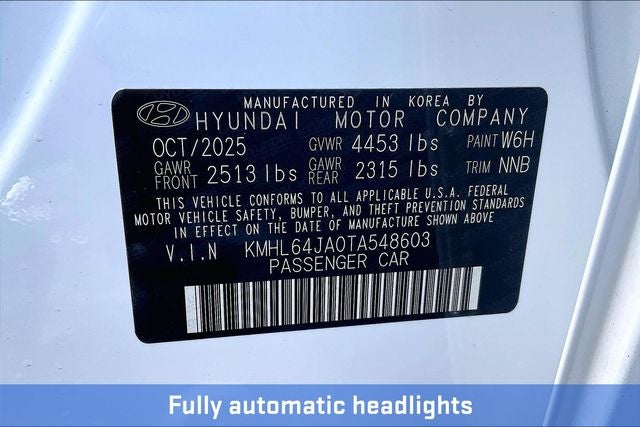 MANUFACTURED IN KOREA BY
HYUNDAI MOTOR COMPANY
OCT/2025 GVWR 4453 lbs PAINT W6H
GAWR FRONT 2513 lbs GAWR REAR 2315 lbs TRIM NNB
THIS VEHICLE CONFORMS TO ALL APPLICABLE U.S.A. FEDERAL
MOTOR VEHICLE SAFETY, BUMPER, AND THEFT PREVENTION STANDARDS
IN EFFECT ON THE DATE OF MANUFACTURE SHOWN ABOVE.
V.I.N KMHL64JA0TA548603
PASSENGER CAR
Fully automatic headlights